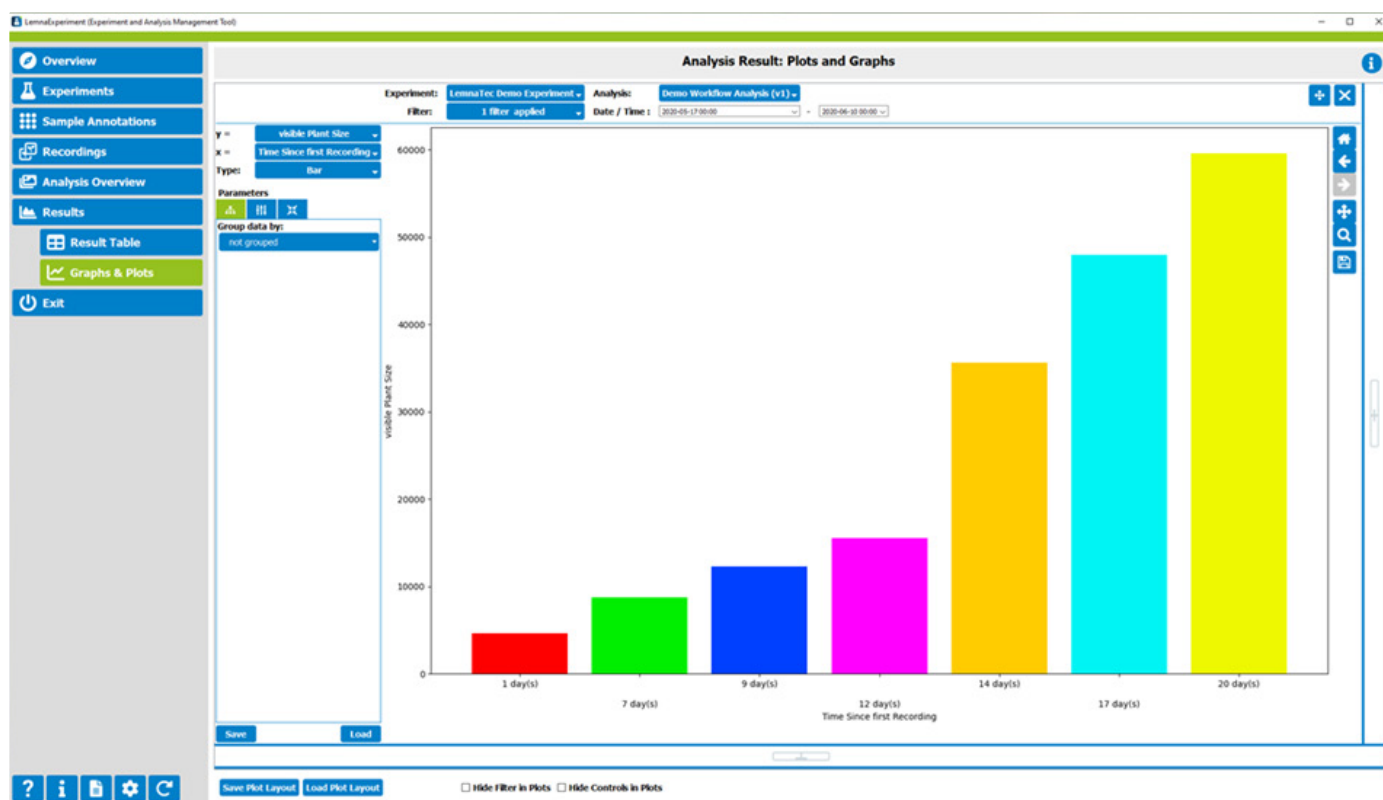 LemnaExperiment (Experiment and Analysis Management Tool)
Overview
Experiments
Sample Annotations
Recordings
Analysis Overview
Results
Result Table
Graphs & Plots
Exit
Analysis Result: Plots and Graphs
Experiment: LemnaTec Demo Experiment Analysis: Demo Workflow Analysis (v1)
Filter: 1 filter applied Date / Time : 2020-05-17 00:00 - 2020-06-10 00:00
y = visible Plant Size
x = Time Since first Recording
Type: Bar
Parameters
Group data by:
not grouped
Save Load
60000
50000
40000
30000
20000
10000
0
visible Plant Size
1 day(s) 9 day(s) 14 day(s) 20 day(s)
7 day(s) 12 day(s) 17 day(s)
Time Since first Recording
Save Plot Layout Load Plot Layout Hide Filter in Plots Hide Controls in Plots